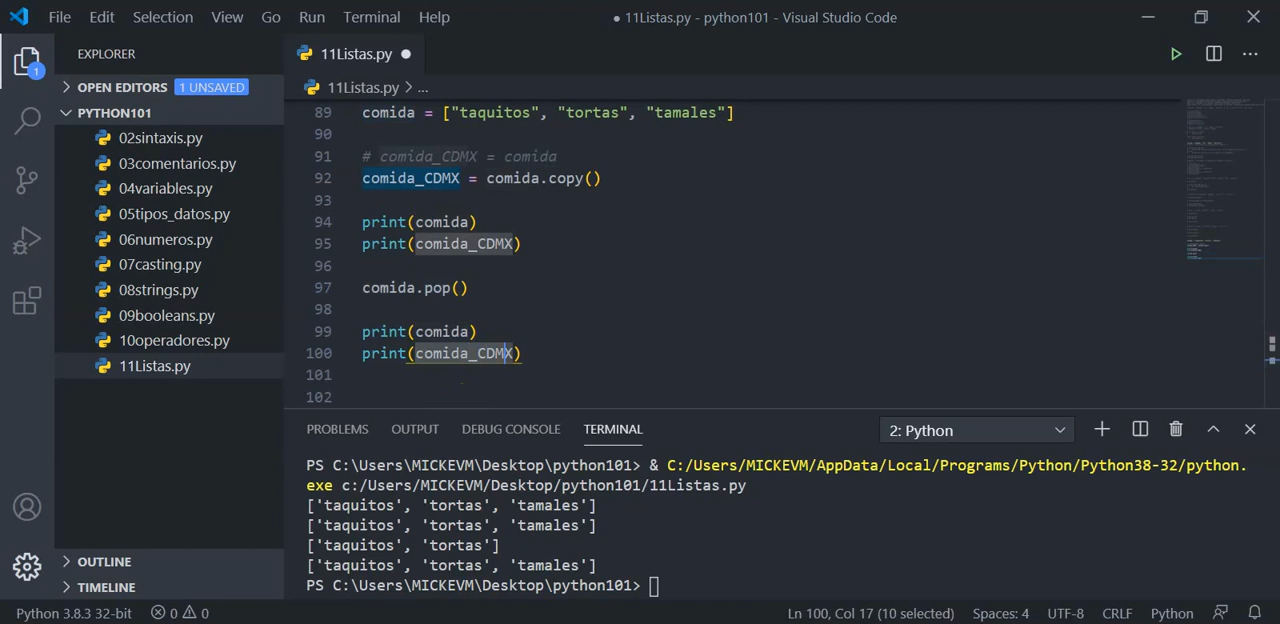 File Edit Selection View Go Run Terminal Help ● 11Listas.py - python101 - Visual Studio Code
EXPLORER
OPEN EDITORS 1 UNSAVED
PYTHON101
02sintaxis.py
03comentarios.py
04variables.py
05tipos_datos.py
06numeros.py
07casting.py
08strings.py
09booleans.py
10operadores.py
11Listas.py
OUTLINE
TIMELINE
1
11Listas.py ●
11Listas.py > ...
89 comida = ["taquitos", "tortas", "tamales"]
90
91 # comida_CDMX = comida
92 comida_CDMX = comida.copy()
93
94 print(comida)
95 print(comida_CDMX)
96
97 comida.pop()
98
99 print(comida)
100 print(comida_CDMX)
101
102
PROBLEMS OUTPUT DEBUG CONSOLE TERMINAL 2: Python
PS C:\Users\MICKEVM\Desktop\python101> & C:/Users/MICKEVM/AppData/Local/Programs/Python/Python38-32/python.
exe c:/Users/MICKEVM/Desktop/python101/11Listas.py
['taquitos', 'tortas', 'tamales']
['taquitos', 'tortas', 'tamales']
['taquitos', 'tortas']
['taquitos', 'tortas', 'tamales']
PS C:\Users\MICKEVM\Desktop\python101>
Python 3.8.3 32-bit 0 0 Ln 100, Col 17 (10 selected) Spaces: 4 UTF-8 CRLF Python